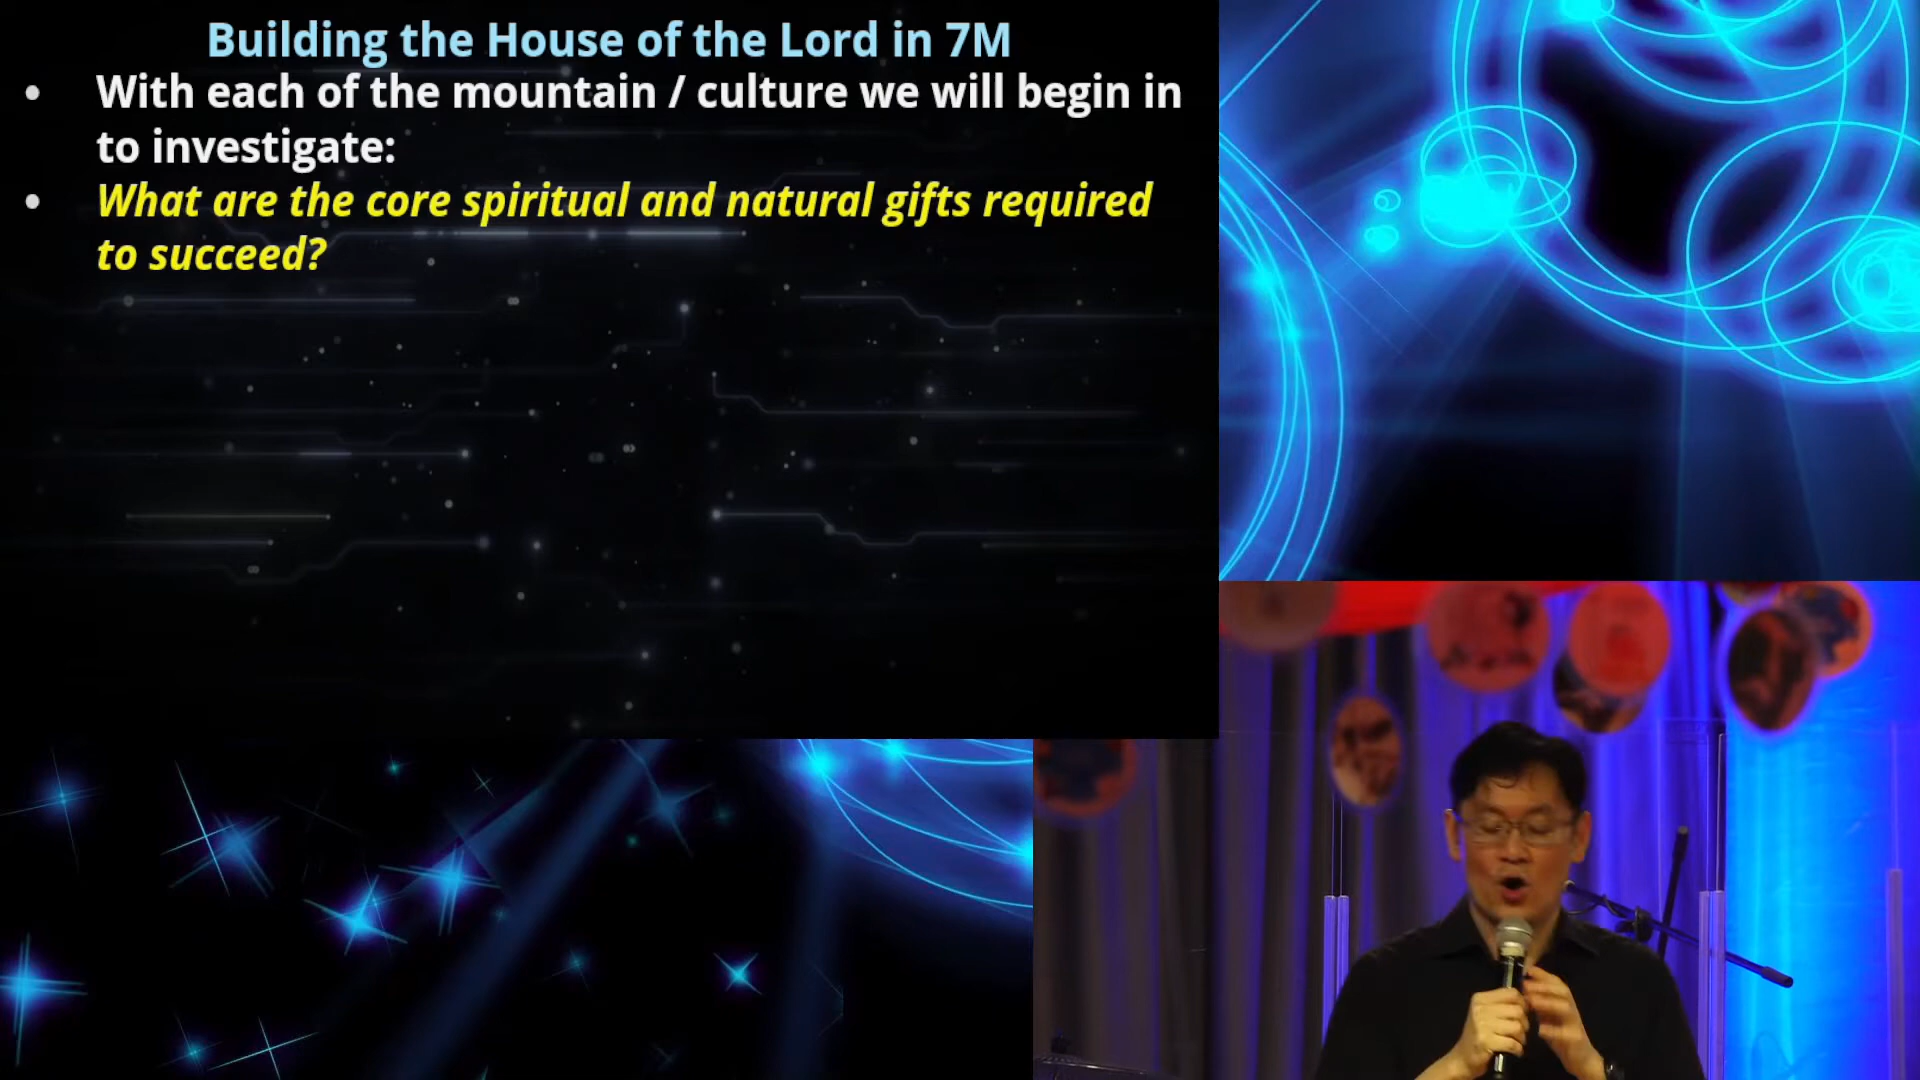 Building the House of the Lord in 7M
• With each of the mountain / culture we will begin in
to investigate:
• What are the core spiritual and natural gifts required
to succeed?